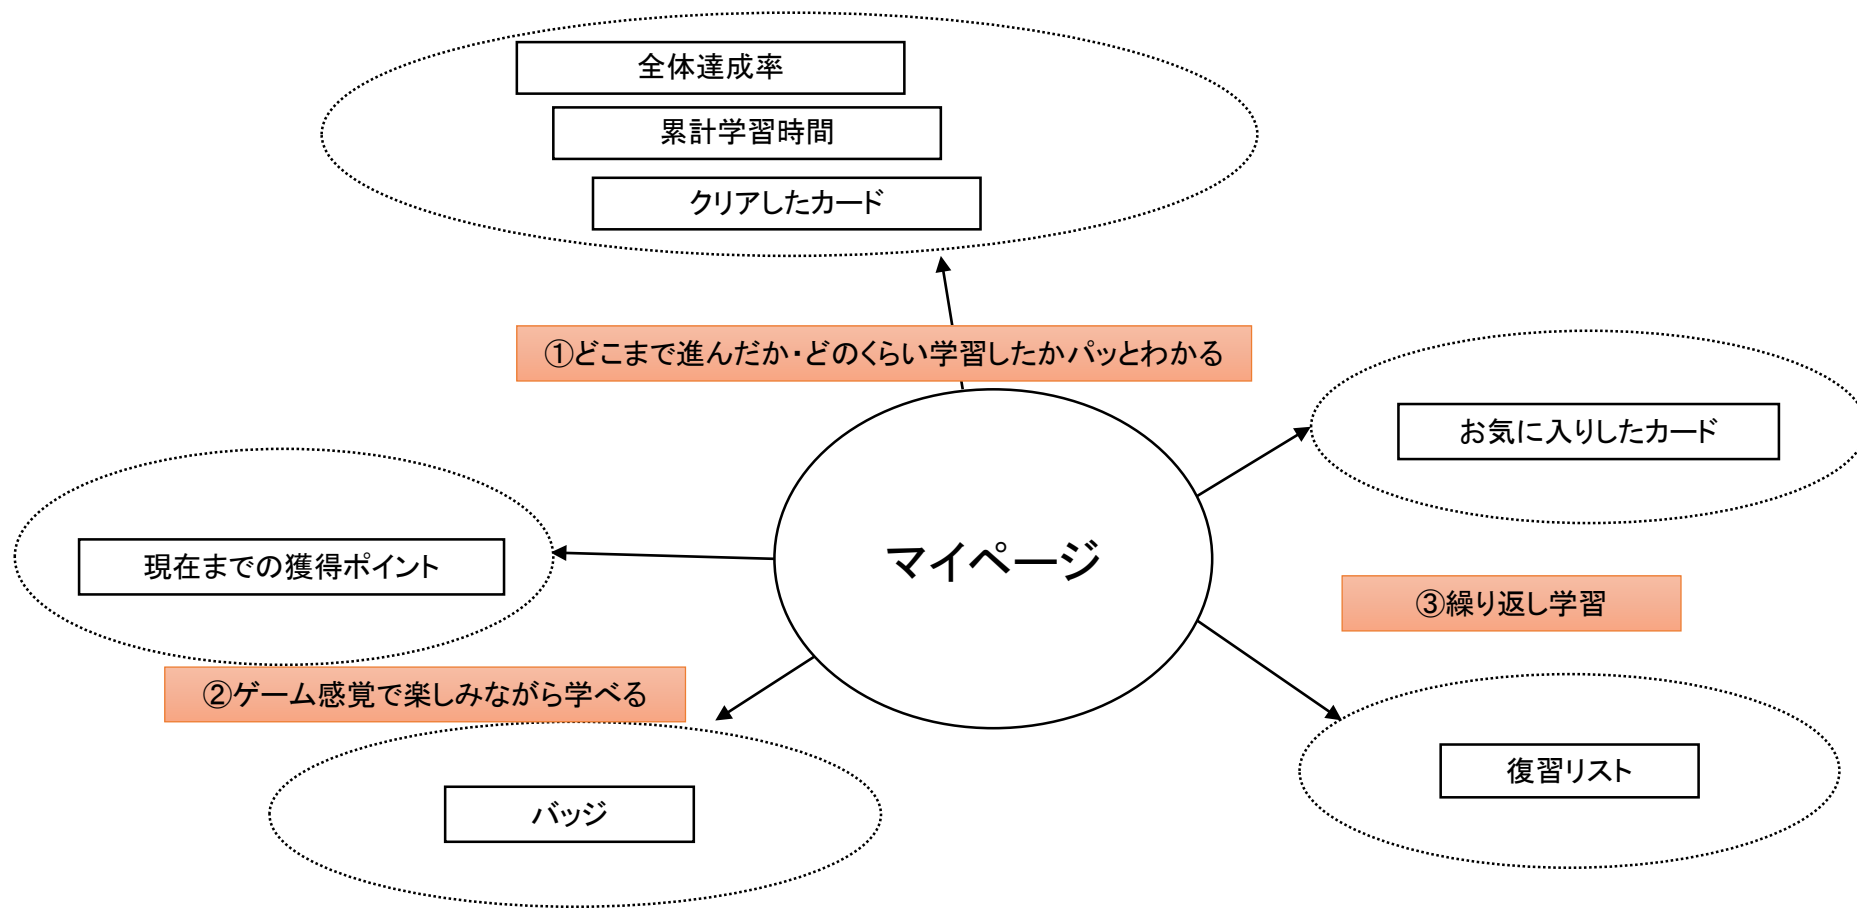 全体達成率
累計学習時間
クリアしたカード
①どこまで進んだか・どのくらい学習したかパッとわかる
お気に入りしたカード
現在までの獲得ポイント
マイページ
③繰り返し学習
②ゲーム感覚で楽しみながら学べる
復習リスト
バッジ